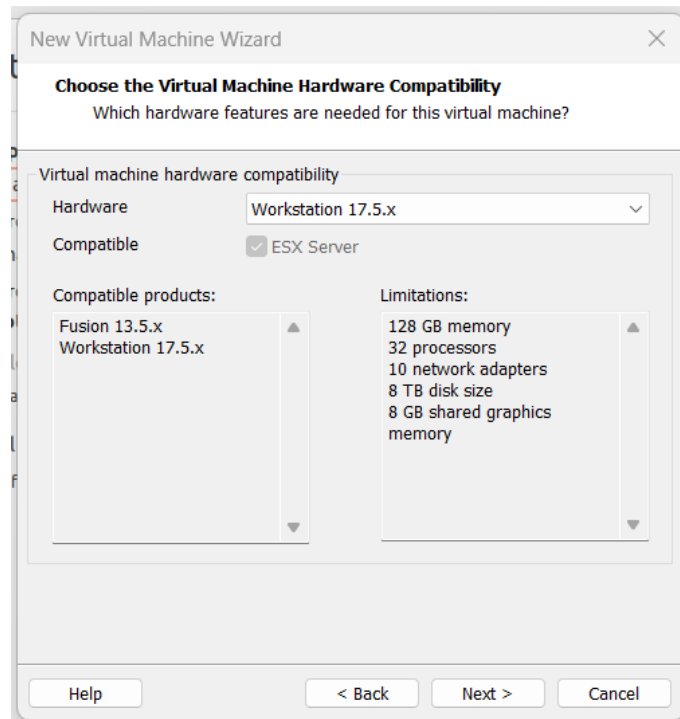 New Virtual Machine Wizard
Choose the Virtual Machine Hardware Compatibility
Which hardware features are needed for this virtual machine?
Virtual machine hardware compatibility
Hardware
Workstation 17.5.x
Compatible
ESX Server
Compatible products:
Fusion 13.5.x
Workstation 17.5.x
Limitations:
128 GB memory
32 processors
10 network adapters
8 TB disk size
8 GB shared graphics
memory
Help
< Back
Next >
Cancel